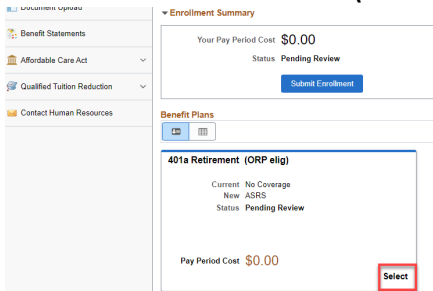 Document Upload
Benefit Statements
Affordable Care Act
Qualified Tuition Reduction
Contact Human Resources
Enrollment Summary
Your Pay Period Cost $0.00
Status Pending Review
Submit Enrollment
Benefit Plans
401a Retirement (ORP elig)
Current No Coverage
New ASRS
Status Pending Review
Pay Period Cost $0.00
Select